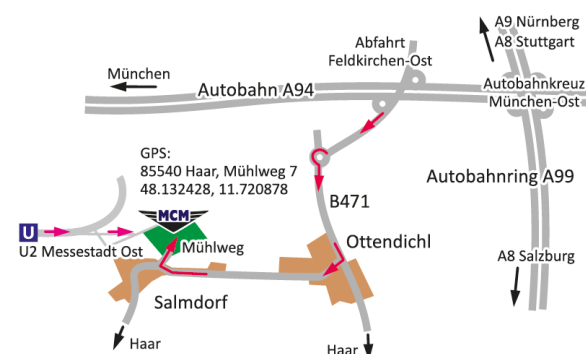 A9 Nürnberg
A8 Stuttgart
Abfahrt
Feldkirchen-Ost
München
Autobahn A94
Autobahnkreuz
München-Ost
GPS:
85540 Haar, Mühlweg 7
48.132428, 11.720878
Autobahnring A99
B471
MCM
U
U2 Messestadt Ost
Mühlweg
Ottendichl
A8 Salzburg
Salmdorf
Haar
Haar